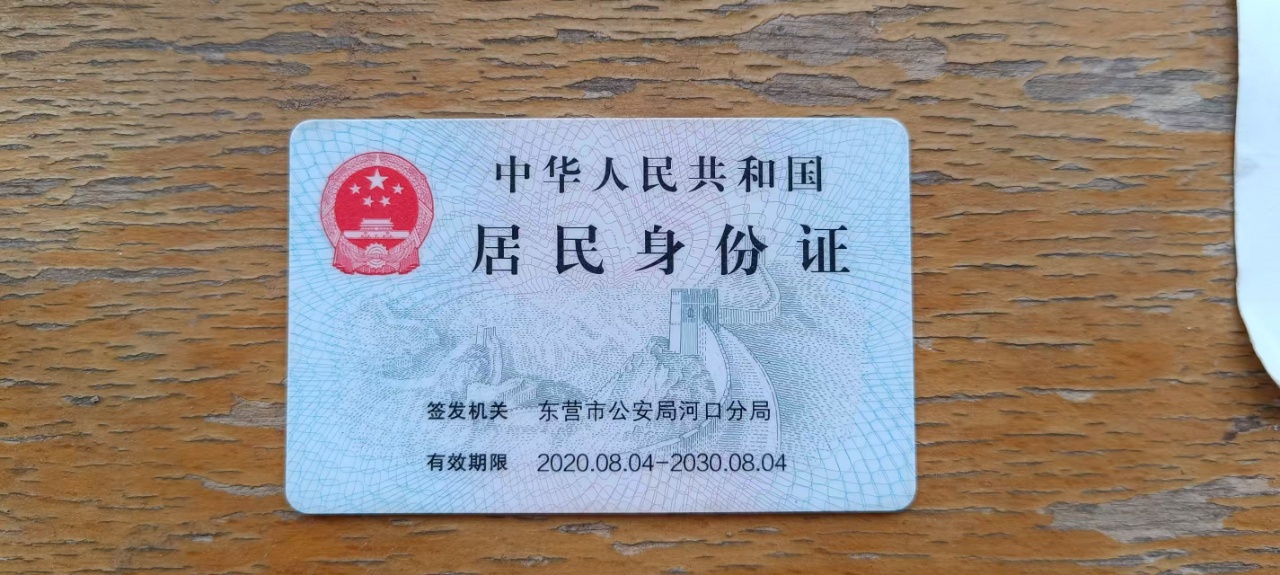 中华人民共和国
居民身份证
签发机关 东营市公安局河口分局
有效期限 2020.08.04-2030.08.04